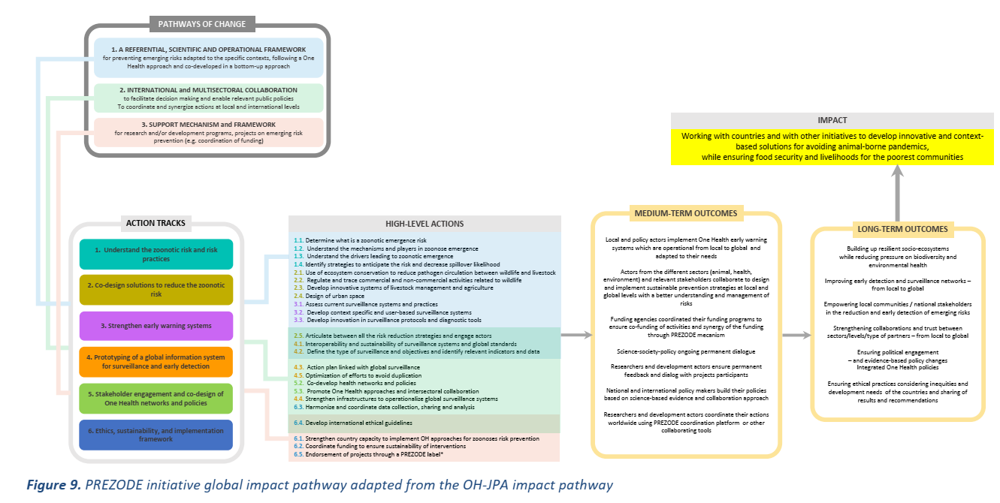 PATHWAYS OF CHANGE
1. A REFERENTIAL, SCIENTIFIC AND OPERATIONAL FRAMEWORK
for preventing emerging risks adapted to the specific contexts, following a One
Health approach and co-developed in a bottom-up approach
2. INTERNATIONAL and MULTISECTORAL COLLABORATION
to facilitate decision making and enable relevant public policies
To coordinate and synergize actions at local and international levels
3. SUPPORT MECHANISM and FRAMEWORK
for research and/or development programs, projects on emerging risk
prevention (e.g. coordination of funding)
IMPACT
Working with countries and with other initiatives to develop innovative and context-
based solutions for avoiding animal-borne pandemics,
while ensuring food security and livelihoods for the poorest communities
ACTION TRACKS
1. Understand the zoonotic risk and risk
practices
2. Co-design solutions to reduce the zoonotic
risk
3. Strengthen early warning systems
4. Prototyping of a global information system
for surveillance and early detection
5. Stakeholder engagement and co-design of
One Health networks and policies
6. Ethics, sustainability, and implementation
framework
HIGH-LEVEL ACTIONS
1.1. Determine what is a zoonotic emergence risk
1.2. Understand the mechanisms and players in zoonose emergence
1.3. Understand the drivers leading to zoonotic emergence
1.4. Identify strategies to anticipate the risk and decrease spillover likelihood
2.1. Use of ecosystem conservation to reduce pathogen circulation between wildlife and livestock
2.2. Regulate and trace commercial and non-commercial activities related to wildlife
2.3. Develop innovative systems of livestock management and agriculture
2.4. Design of urban space
3.1. Assess current surveillance systems and practices
3.2. Develop context specific and user-based surveillance systems
3.3. Develop innovation in surveillance protocols and diagnostic tools
2.5. Articulate between all the risk reduction strategies and engage actors
4.1. Interoperability and sustainability of surveillance systems and global standards
4.2. Define the type of surveillance and objectives and identify relevant indicators and data
4.3. Action plan linked with global surveillance
4.5. Optimization of efforts to avoid duplication
5.2. Co-develop health networks and policies
5.3. Promote One Health approaches and intersectoral collaboration
4.4. Strengthen infrastructures to operationalize global surveillance systems
6.3. Harmonize and coordinate data collection, sharing and analysis
6.4. Develop international ethical guidelines
6.1. Strengthen country capacity to implement OH approaches for zoonoses risk prevention
6.2. Coordinate funding to ensure sustainability of interventions
6.5. Endorsement of projects through a PREZODE label*
MEDIUM-TERM OUTCOMES
Local and policy actors implement One Health early warning
systems which are operational from local to global and
adapted to their needs
Actors from the different sectors (animal, health,
environment) and relevant stakeholders collaborate to design
and implement sustainable prevention strategies at local and
global levels with a better understanding and management of
risks
Funding agencies coordinated their funding programs to
ensure co-funding of activities and synergy of the funding
through PREZODE mecanism
Science-society-policy ongoing permanent dialogue
Researchers and development actors ensure permanent
feedback and dialog with projects participants
National and international policy makers build their policies
based on science-based evidence and collaboration approach
Researchers and development actors coordinate their actions
worldwide using PREZODE coordination platform or other
collaborating tools
LONG-TERM OUTCOMES
Building up resilient socio-ecosystems
while reducing pressure on biodiversity and
environmental health
Improving early detection and surveillance networks –
from local to global
Empowering local communities / national stakeholders
in the reduction and early detection of emerging risks
Strengthening collaborations and trust between
sectors/levels/type of partners – from local to global
Ensuring political engagement
– and evidence-based policy changes
Integrated One Health policies
Ensuring ethical practices considering inequities and
development needs of the countries and sharing of
results and recommendations
Figure 9. PREZODE initiative global impact pathway adapted from the OH-JPA impact pathway